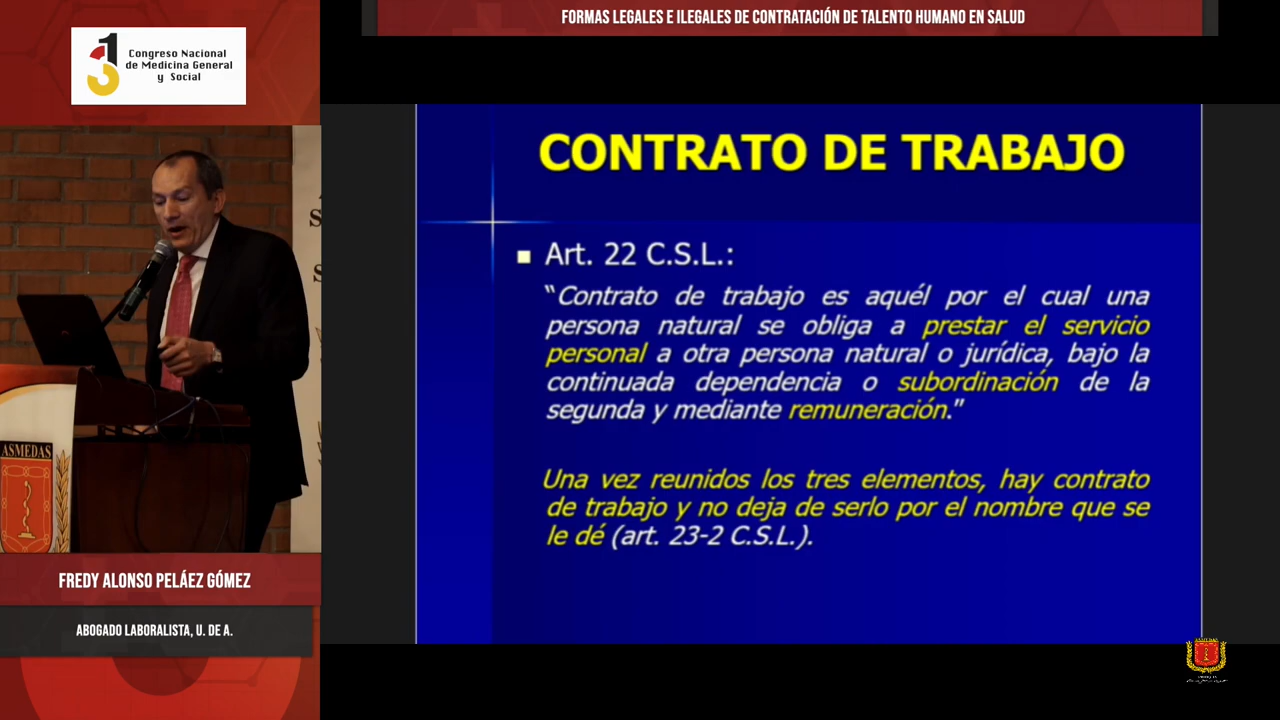 FORMAS LEGALES E ILEGALES DE CONTRATACIÓN DE TALENTO HUMANO EN SALUD
Congreso Nacional
de Medicina General
y Social
CONTRATO DE TRABAJO
Art. 22 C.S.L.:
“Contrato de trabajo es aquél por el cual una
persona natural se obliga a prestar el servicio
personal a otra persona natural o jurídica, bajo la
continuada dependencia o subordinación de la
segunda y mediante remuneración.”
Una vez reunidos los tres elementos, hay contrato
de trabajo y no deja de serlo por el nombre que se
le dé (art. 23-2 C.S.L.).
ASMEDAS
FREDY ALONSO PELÁEZ GÓMEZ
ABOGADO LABORALISTA, U. DE A.